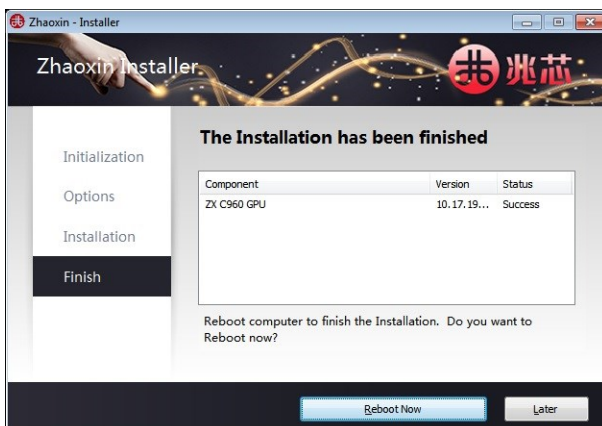 Zhaoxin - Installer
Zhaoxin Installer
兆芯
Initialization
Options
Installation
Finish
The Installation has been finished
Component Version Status
ZX C960 GPU 10.17.19... Success
Reboot computer to finish the Installation. Do you want to
Reboot now?
Reboot Now Later